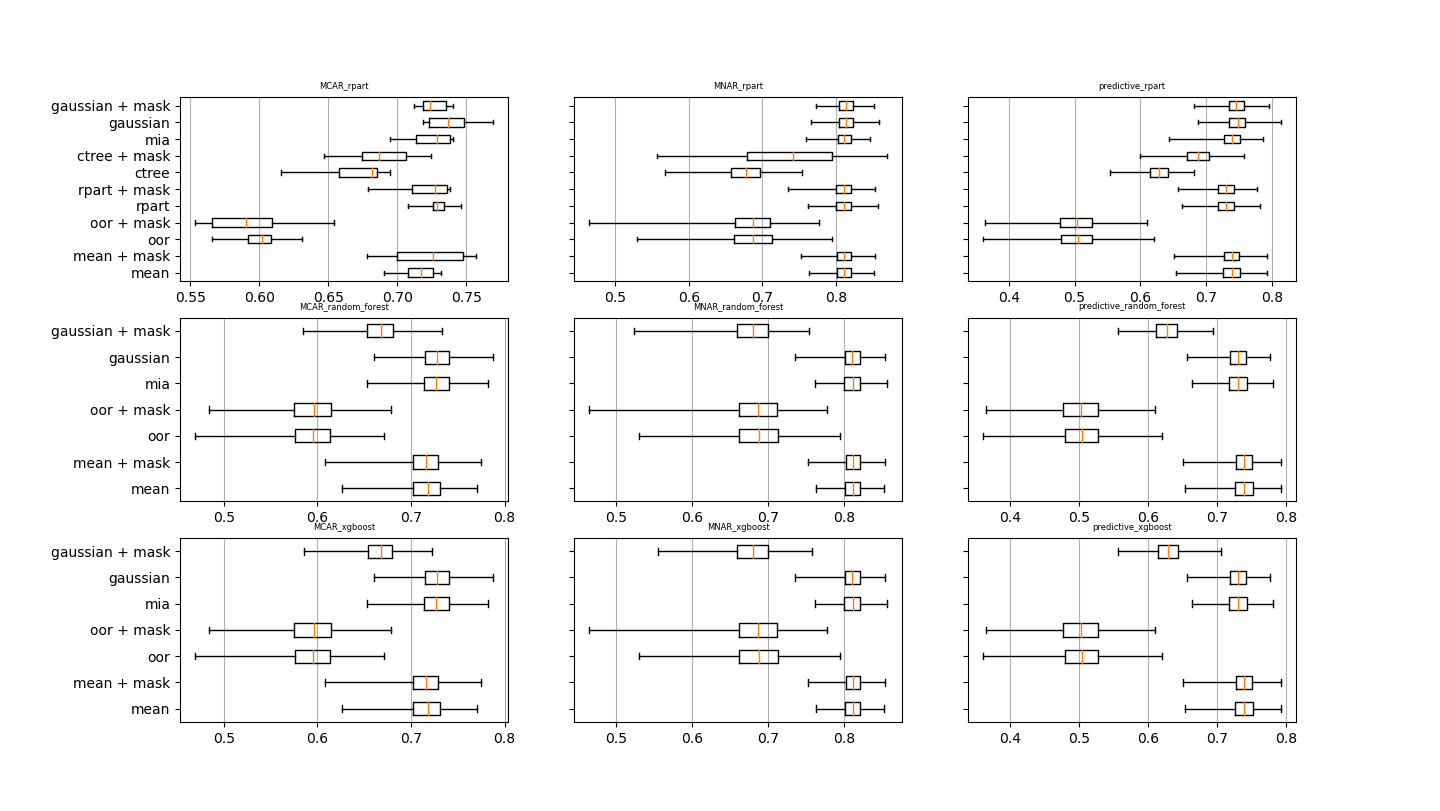 MCAR_rpart MNAR_rpart predictive_rpart
gaussian + mask
gaussian
mia
ctree + mask
ctree
rpart + mask
rpart
oor + mask
oor
mean + mask
mean
0.55 0.60 0.65 0.70 0.75 0.5 0.6 0.7 0.8 0.4 0.5 0.6 0.7 0.8
MCAR_random_forest MNAR_random_forest predictive_random_forest
gaussian + mask
gaussian
mia
oor + mask
oor
mean + mask
mean
0.5 0.6 0.7 0.8 0.5 0.6 0.7 0.8 0.4 0.5 0.6 0.7 0.8
MCAR_xgboost MNAR_xgboost predictive_xgboost
gaussian + mask
gaussian
mia
oor + mask
oor
mean + mask
mean
0.5 0.6 0.7 0.8 0.5 0.6 0.7 0.8 0.4 0.5 0.6 0.7 0.8